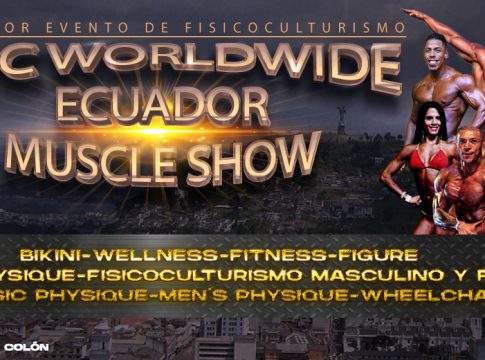 OR EVENTO DE FISICOCULTURISMO
C WORLDWIDE
ECUADOR
MUSCLE SHOW
BIKINI-WELLNESS-FITNESS-FIGURE
YSIQUE-FISICOCULTURISMO MASCULINO Y F
SIC PHYSIQUE-MEN'S PHYSIQUE-WHEELCHA
COLÓN